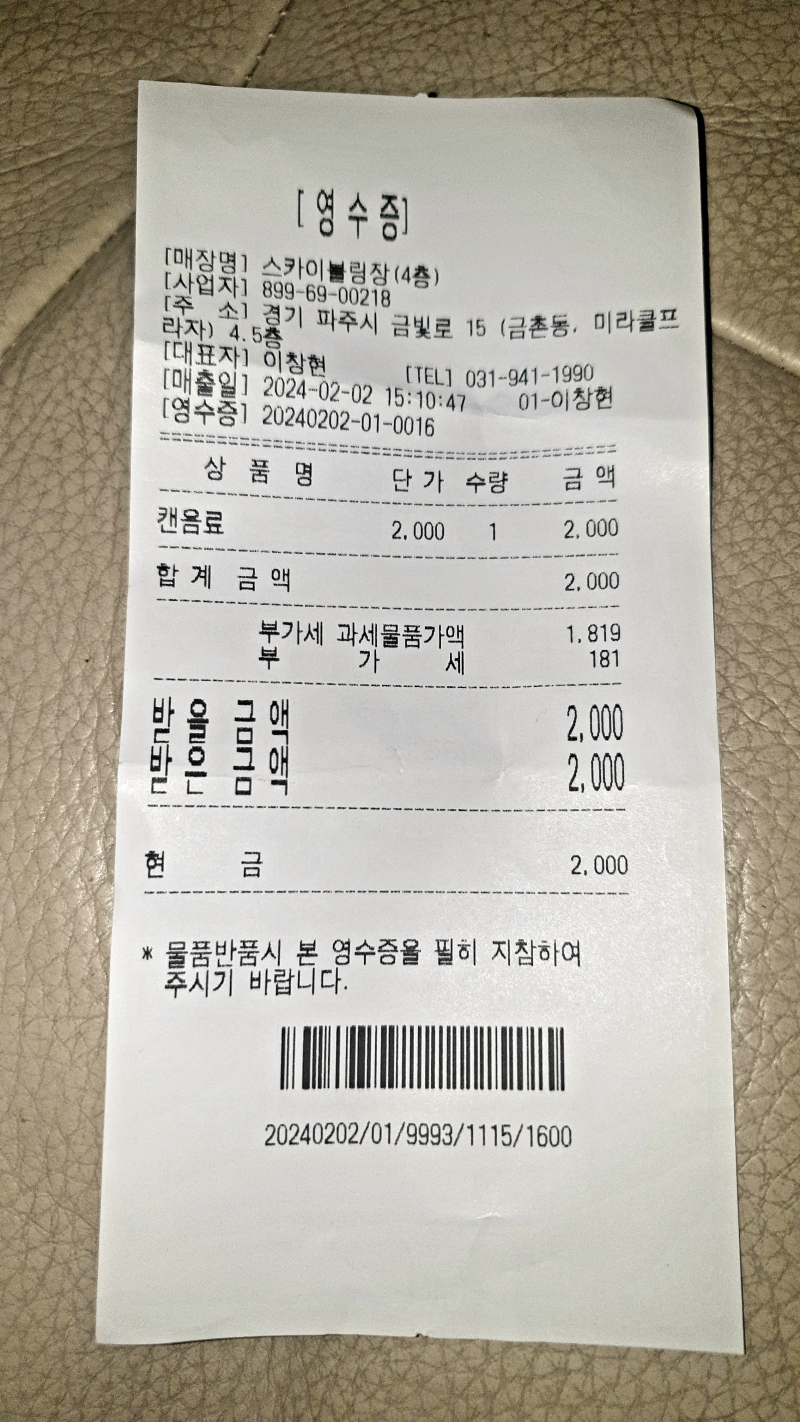 [영수증]
[매장명] 스카이볼링장(4층)
[사업자] 899-69-00218
[주 소] 경기 파주시 금빛로 15 (금촌동, 미라클프
라자) 4.5층
[대표자] 이창현 [TEL] 031-941-1990
[매출일] 2024-02-02 15:10:47 01-이창현
[영수증] 20240202-01-0016
상 품 명 단 가 수량 금 액
캔음료 2,000 1 2,000
합 계 금 액 2,000
부가세 과세물품가액 1,819
부 가 세 181
받 을 금 액 2,000
받 은 금 액 2,000
현 금 2,000
* 물품반품시 본 영수증을 필히 지참하여
주시기 바랍니다.
20240202/01/9993/1115/1600